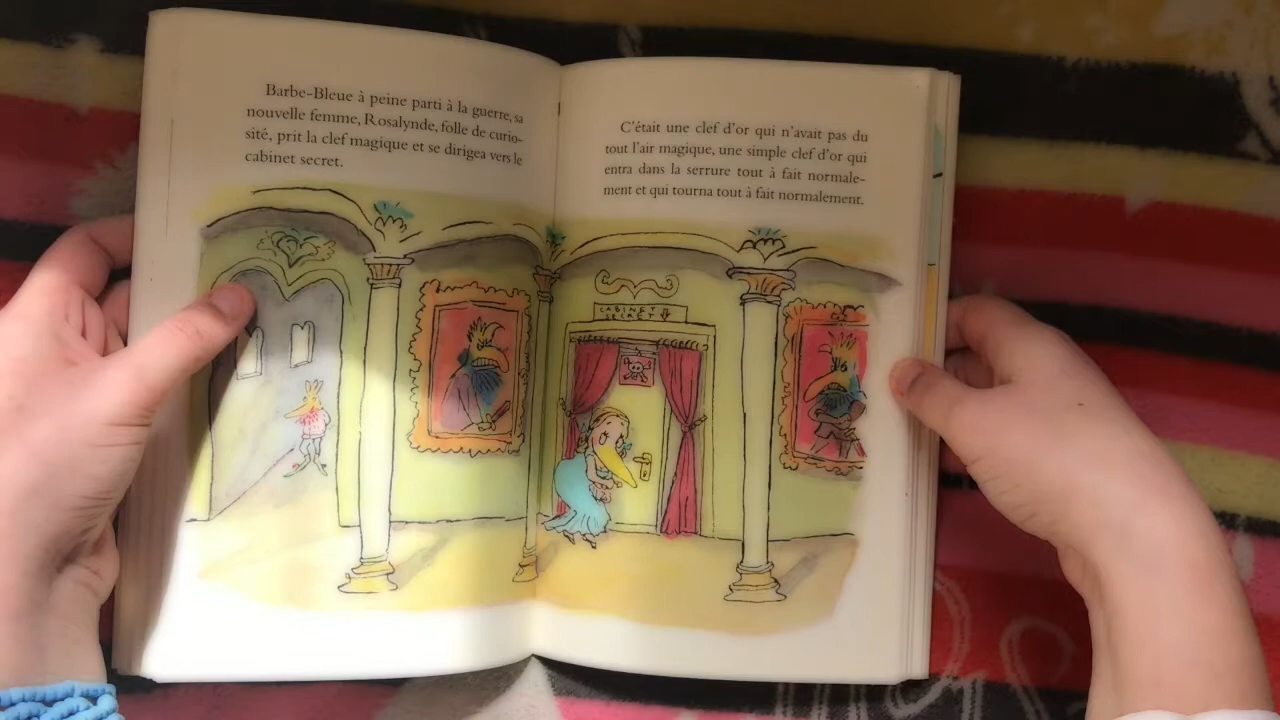 Barbe-Bleue à peine parti à la guerre, sa
nouvelle femme, Rosalynde, folle de curio-
sité, prit la clef magique et se dirigea vers le
cabinet secret.
C'était une clef d'or qui n'avait pas du
tout l'air magique, une simple clef d'or qui
entra dans la serrure tout à fait normale-
ment et qui tourna tout à fait normalement.
CABINET
SECRET